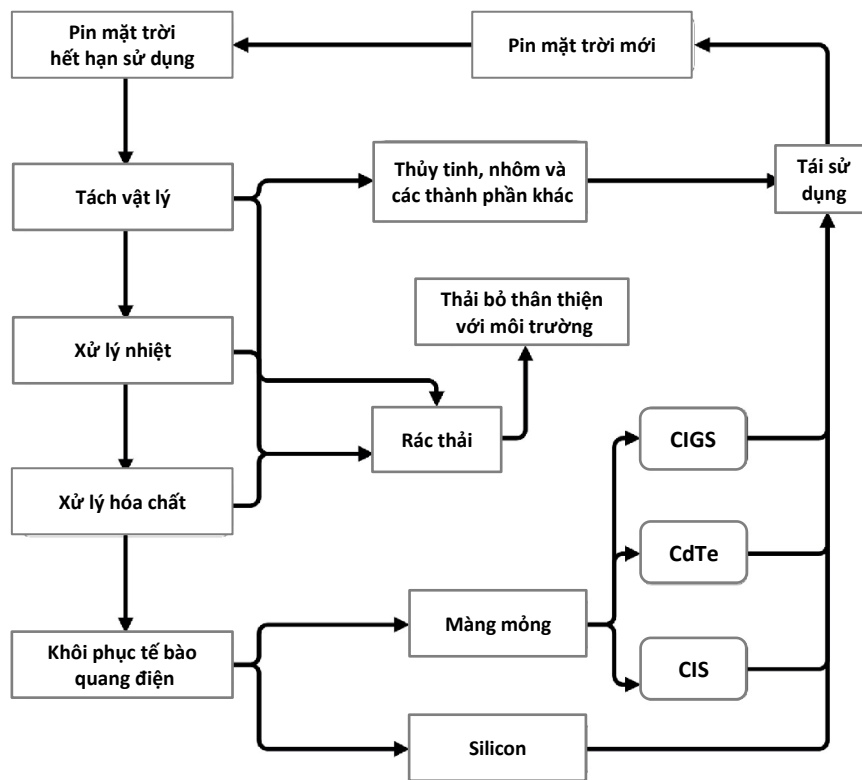 Pin mặt trời
hết hạn sử dụng
Pin mặt trời mới
Tách vật lý
Thủy tinh, nhôm và
các thành phần khác
Tái sử
dụng
Thải bỏ thân thiện
với môi trường
Xử lý nhiệt
Rác thải
CIGS
Xử lý hóa chất
CdTe
Màng mỏng
Khôi phục tế bào
quang điện
CIS
Silicon